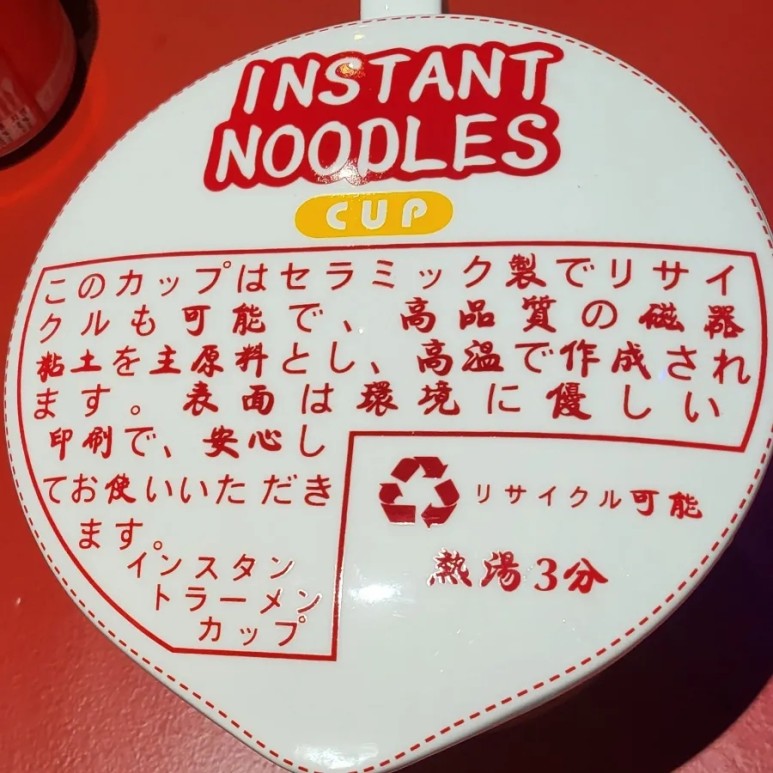 INSTANT
NOODLES
CUP
このカップはセラミック製でリサイ
クルも可能で、高品質の磁器
粘土を主原料とし、高温で作成され
ます。表面は環境に優しい
印刷で、安心し
てお使いいただき
ます。
インスタン
トラーメン
カップ
リサイクル可能
熱湯3分